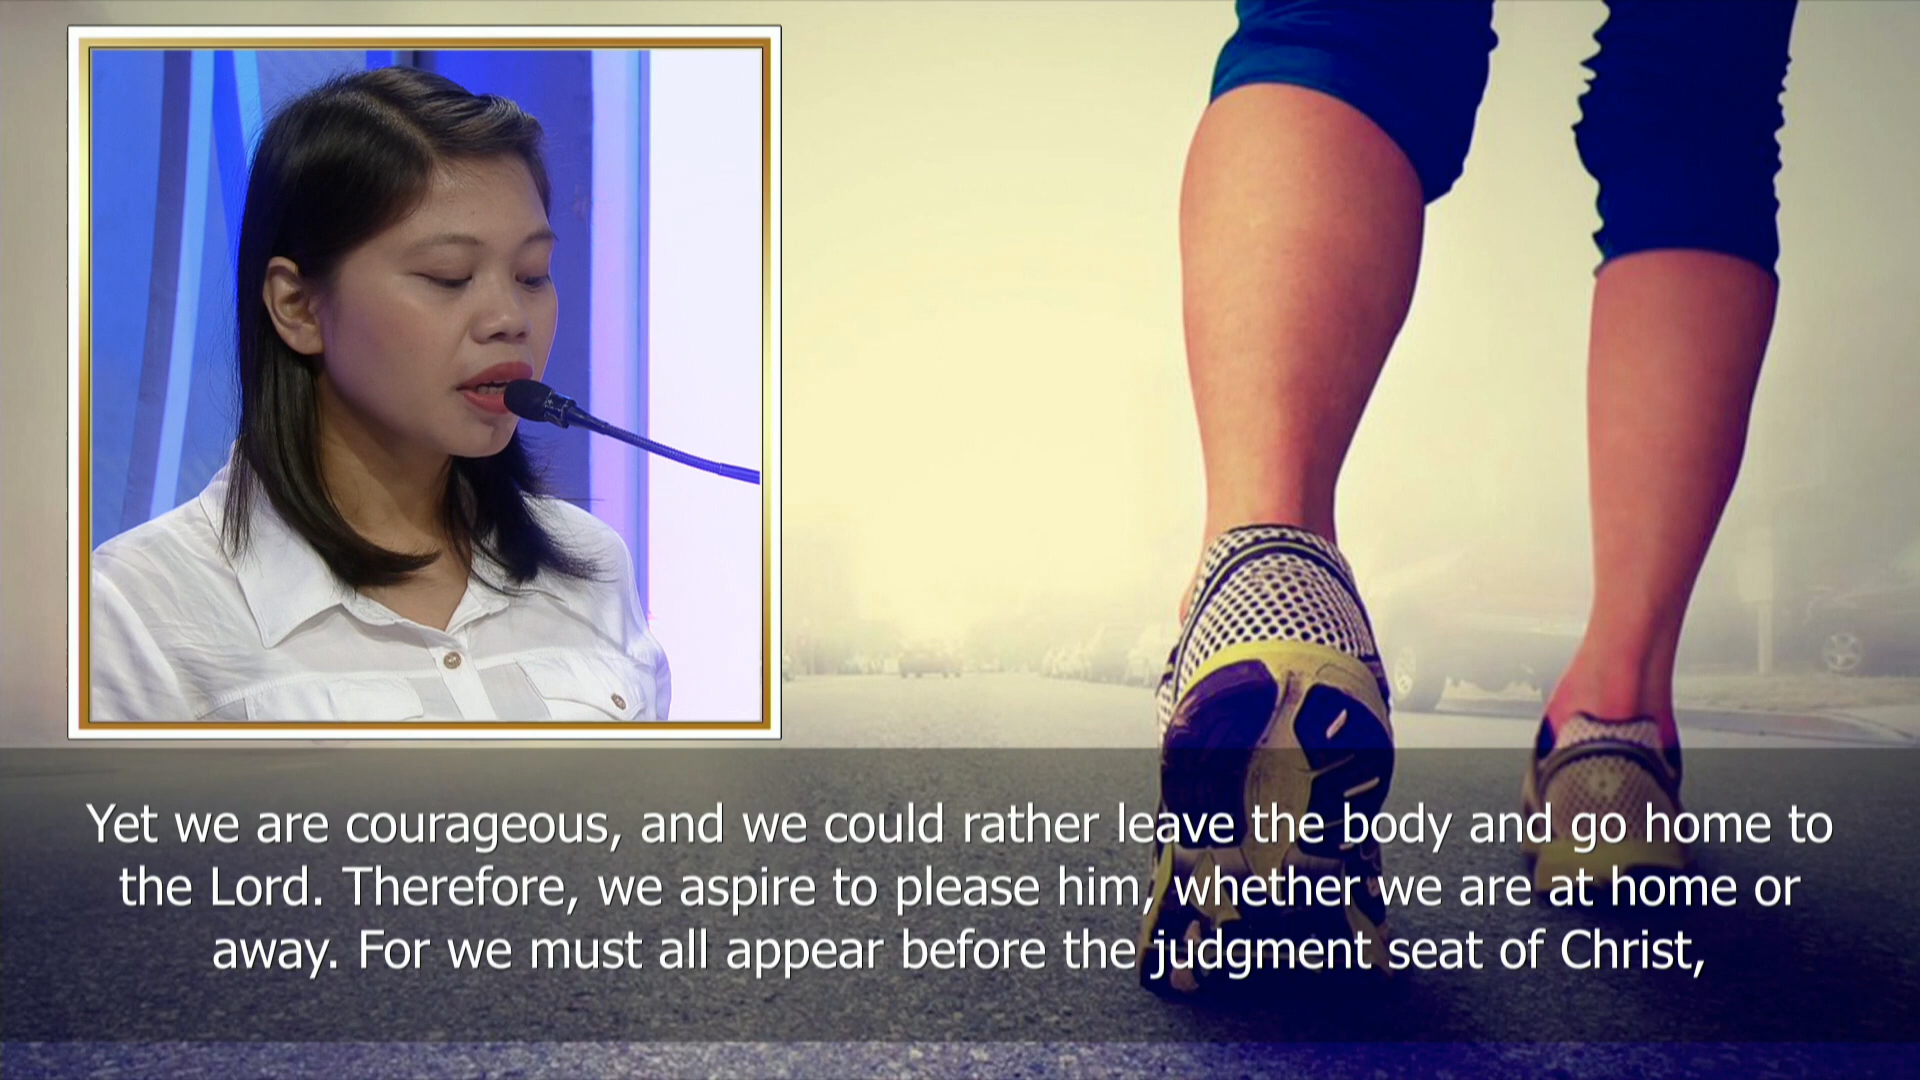 Yet we are courageous, and we could rather leave the body and go home to
the Lord. Therefore, we aspire to please him, whether we are at home or
away. For we must all appear before the judgment seat of Christ,